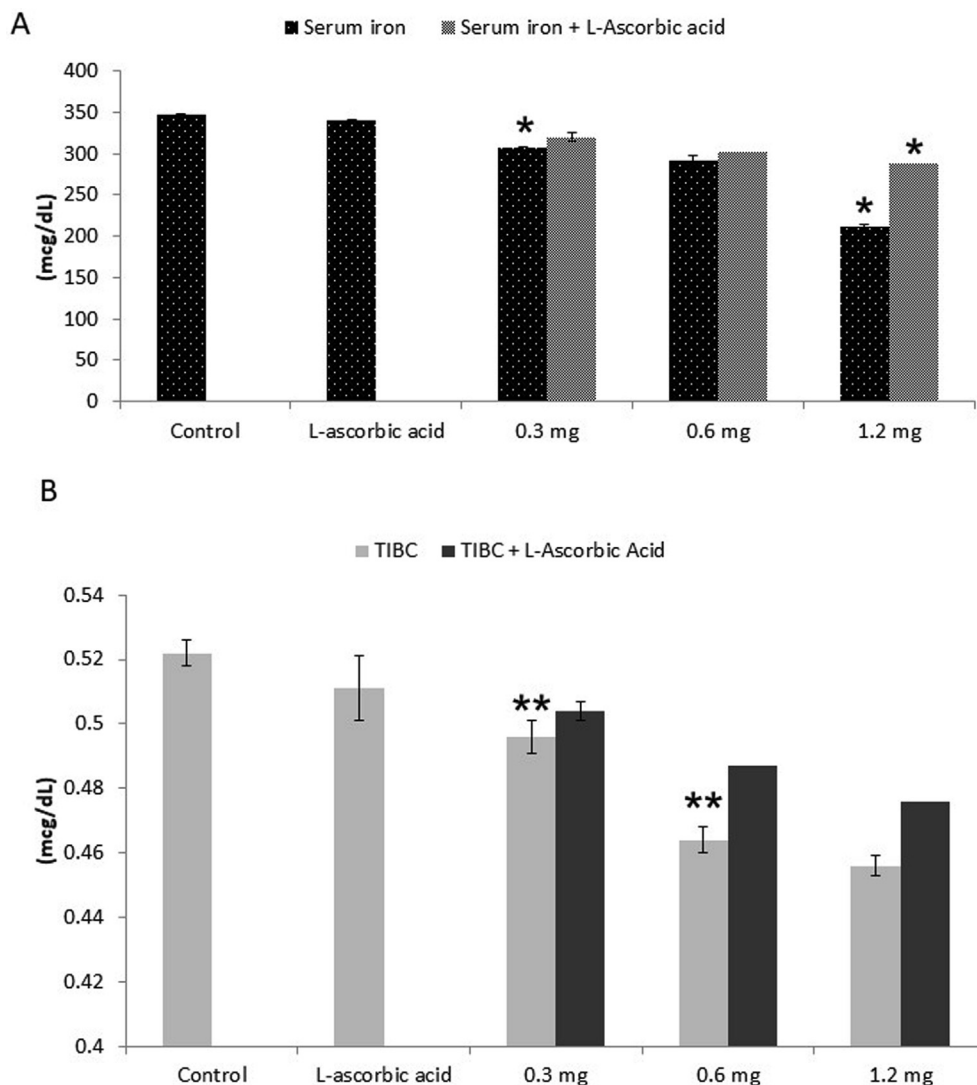 A
Serum iron Serum iron + L-Ascorbic acid
400
350
300
250
200
150
100
50
0
(mcg/dL)
*
*
*
Control L-ascorbic acid 0.3 mg 0.6 mg 1.2 mg
B
TIBC TIBC + L-Ascorbic Acid
0.54
0.52
0.5
0.48
0.46
0.44
0.42
0.4
(mcg/dL)
**
**
Control L-ascorbic acid 0.3 mg 0.6 mg 1.2 mg